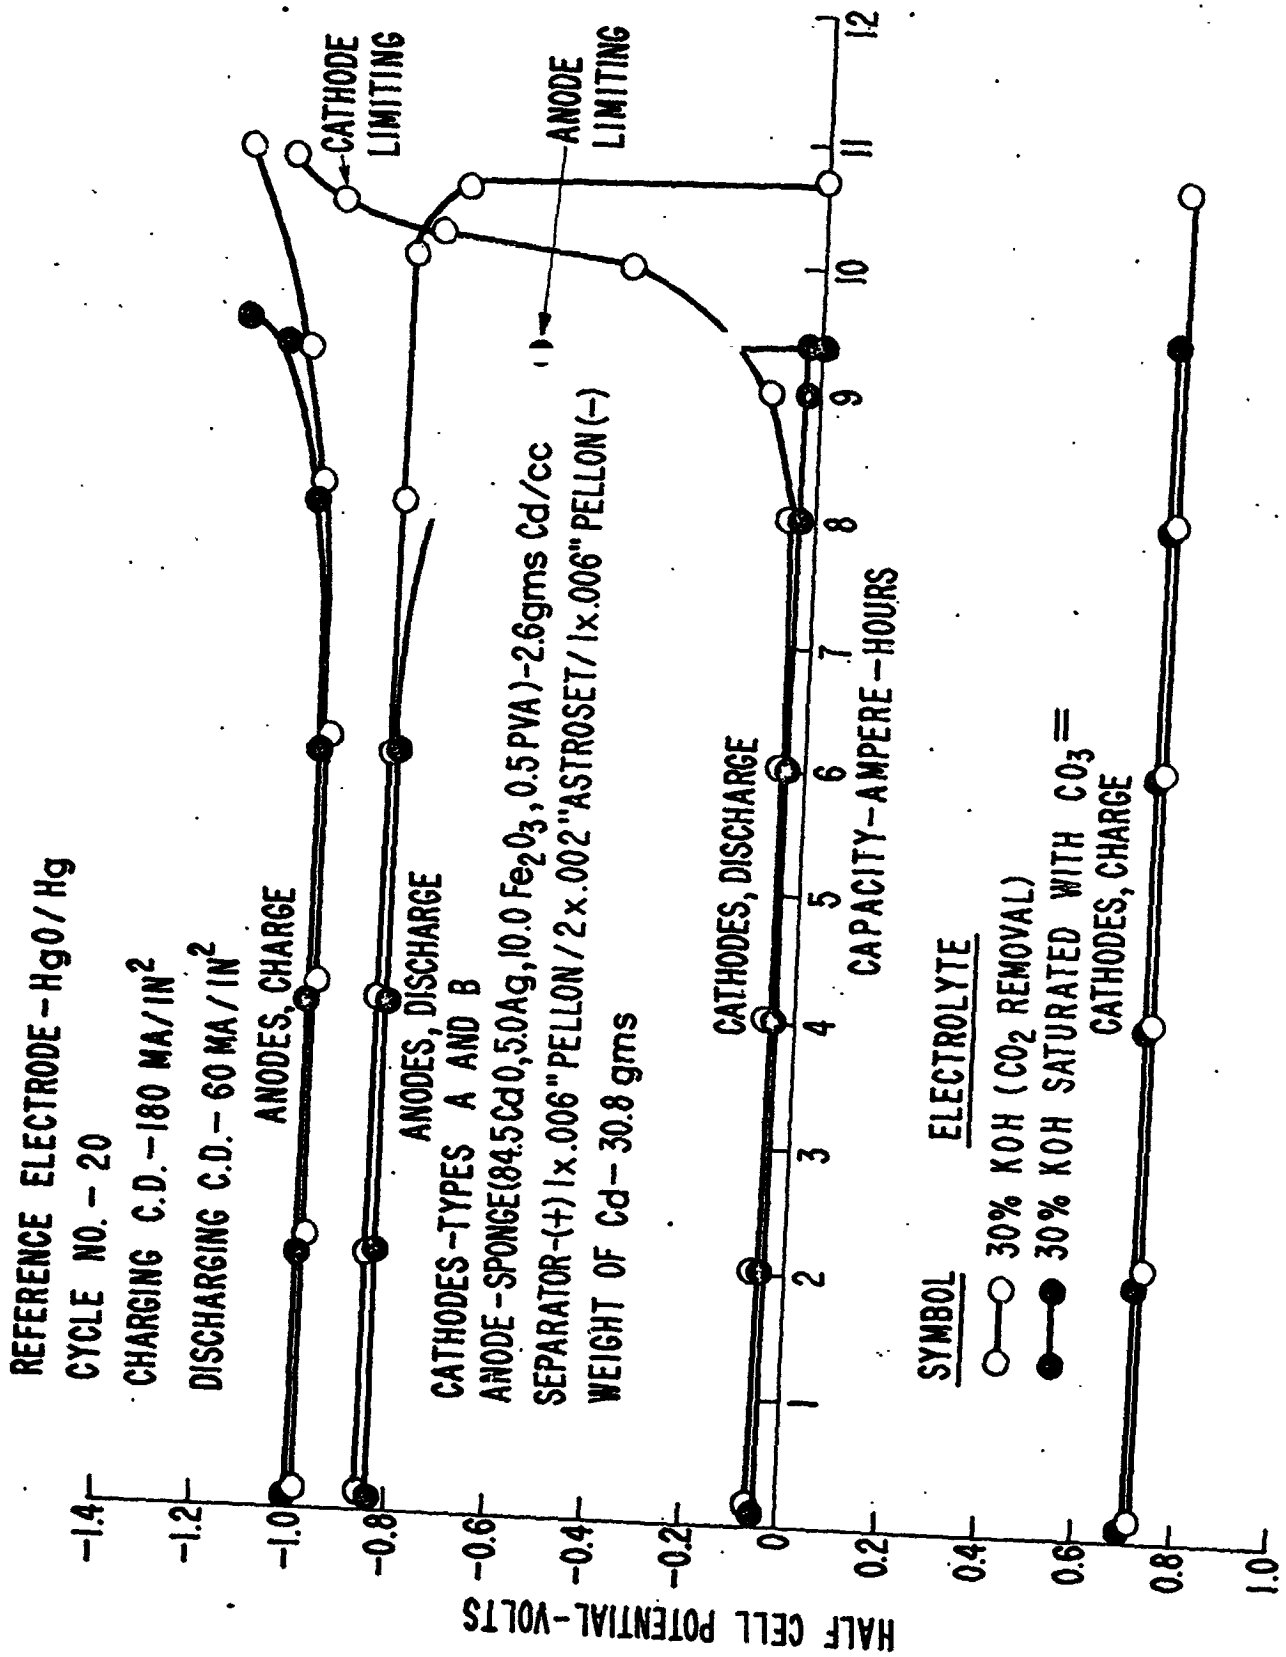 REFERENCE ELECTRODE-HgO/Hg
CYCLE NO.-20
CHARGING C.D.-180 MA/IN²
DISCHARGING C.D.-60 MA/IN²
ANODES, CHARGE
ANODES, DISCHARGE
CATHODES-TYPES A AND B
ANODE-SPONGE(84.5 CdO, 5.0 Ag, 10.0 Fe₂O₃, 0.5 PVA)-2.6gms Cd/cc
SEPARATOR-(+) 1x.006" PELLON/2x.002" ASTROSET/1x.006" PELLON(-)
WEIGHT OF Cd-30.8 gms
CATHODE
LIMITING
ANODE
LIMITING
CATHODES, DISCHARGE
-1.4
-1.2
-1.0
-0.8
-0.6
-0.4
-0.2
0
0.2
0.4
0.6
0.8
1.0
HALF CELL POTENTIAL-VOLTS
1 2 3 4 5 6 7 8 9 10 11 12
CAPACITY-AMPERE-HOURS
SYMBOL ELECTROLYTE
30% KOH (CO₂ REMOVAL)
30% KOH SATURATED WITH CO₃=
CATHODES, CHARGE